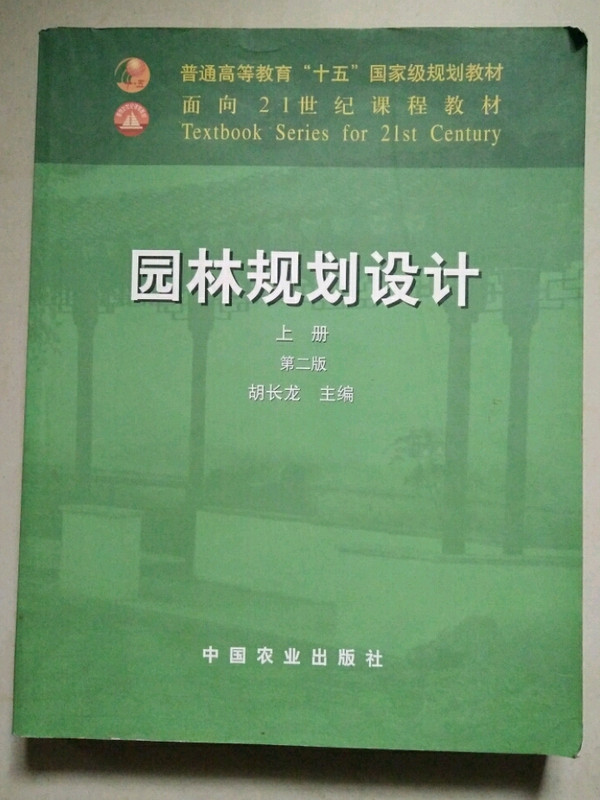 普通高等教育“十五”国家级规划教材
面向21世纪课程教材
Textbook Series for 21st Century
园林规划设计
上 册
第二版
胡长龙 主编
中国农业出版社